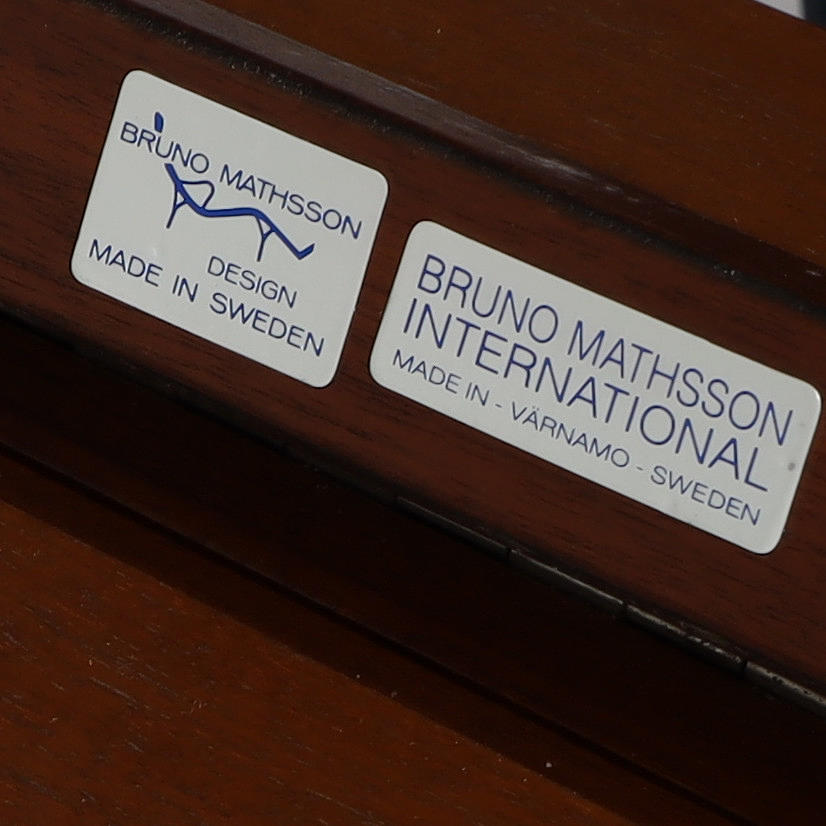 BRUNO MATHSSON
DESIGN
MADE IN SWEDEN
BRUNO MATHSSON
INTERNATIONAL
MADE IN - VÄRNAMO - SWEDEN